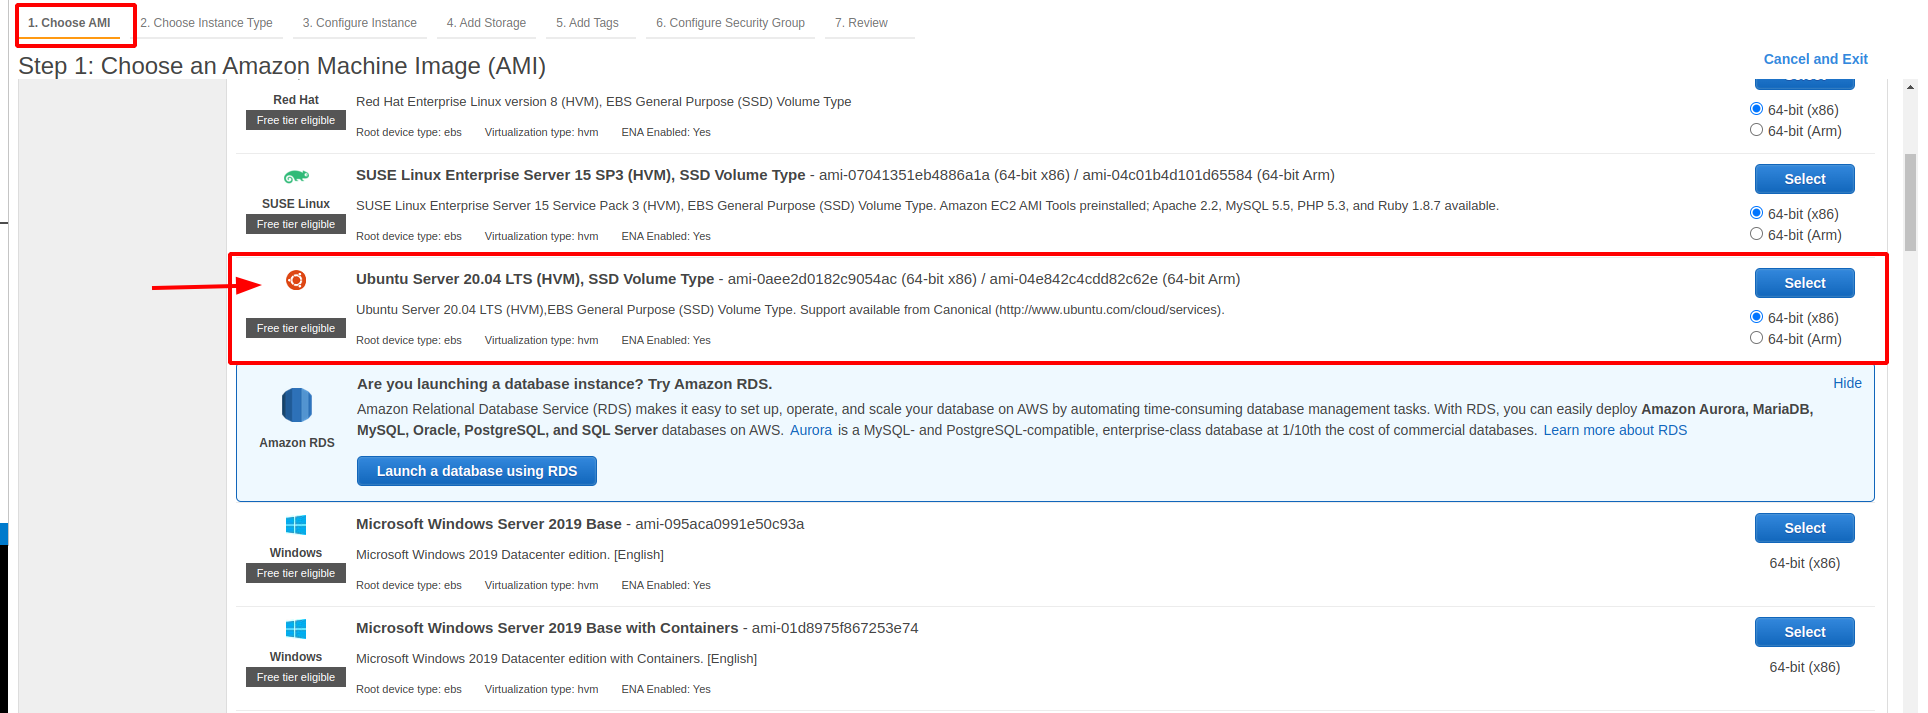 1. Choose AMI 2. Choose Instance Type 3. Configure Instance 4. Add Storage 5. Add Tags 6. Configure Security Group 7. Review
Step 1: Choose an Amazon Machine Image (AMI)
Cancel and Exit
Select
Red Hat
Free tier eligible
Red Hat Enterprise Linux version 8 (HVM), EBS General Purpose (SSD) Volume Type
Root device type: ebs Virtualization type: hvm ENA Enabled: Yes
64-bit (x86)
64-bit (Arm)
SUSE Linux
Free tier eligible
SUSE Linux Enterprise Server 15 SP3 (HVM), SSD Volume Type - ami-07041351eb4886a1a (64-bit x86) / ami-04c01b4d101d65584 (64-bit Arm)
SUSE Linux Enterprise Server 15 Service Pack 3 (HVM), EBS General Purpose (SSD) Volume Type. Amazon EC2 AMI Tools preinstalled; Apache 2.2, MySQL 5.5, PHP 5.3, and Ruby 1.8.7 available.
Root device type: ebs Virtualization type: hvm ENA Enabled: Yes
Select
64-bit (x86)
64-bit (Arm)
Free tier eligible
Ubuntu Server 20.04 LTS (HVM), SSD Volume Type - ami-0aee2d0182c9054ac (64-bit x86) / ami-04e842c4cdd82c62e (64-bit Arm)
Ubuntu Server 20.04 LTS (HVM),EBS General Purpose (SSD) Volume Type. Support available from Canonical (http://www.ubuntu.com/cloud/services).
Root device type: ebs Virtualization type: hvm ENA Enabled: Yes
Select
64-bit (x86)
64-bit (Arm)
Amazon RDS
Are you launching a database instance? Try Amazon RDS.
Hide
Amazon Relational Database Service (RDS) makes it easy to set up, operate, and scale your database on AWS by automating time-consuming database management tasks. With RDS, you can easily deploy Amazon Aurora, MariaDB,
MySQL, Oracle, PostgreSQL, and SQL Server databases on AWS. Aurora is a MySQL- and PostgreSQL-compatible, enterprise-class database at 1/10th the cost of commercial databases. Learn more about RDS
Launch a database using RDS
Windows
Free tier eligible
Microsoft Windows Server 2019 Base - ami-095aca0991e50c93a
Microsoft Windows 2019 Datacenter edition. [English]
Root device type: ebs Virtualization type: hvm ENA Enabled: Yes
Select
64-bit (x86)
Windows
Free tier eligible
Microsoft Windows Server 2019 Base with Containers - ami-01d8975f867253e74
Microsoft Windows 2019 Datacenter edition with Containers. [English]
Root device type: ebs Virtualization type: hvm ENA Enabled: Yes
Select
64-bit (x86)